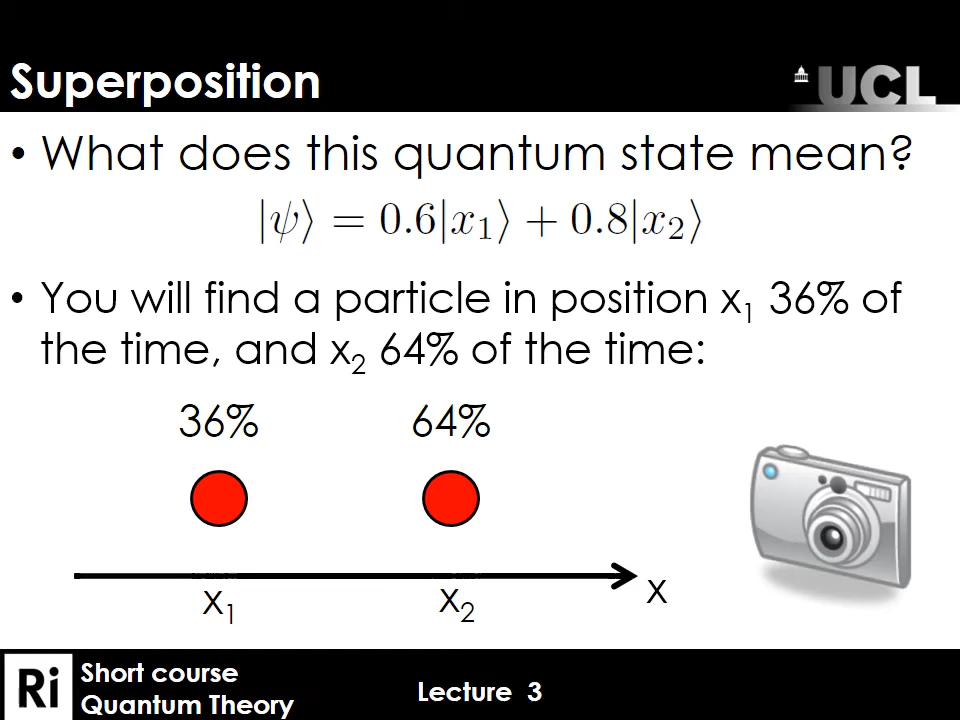 Superposition
UCL
• What does this quantum state mean?
|ψ⟩ = 0.6|x₁⟩ + 0.8|x₂⟩
• You will find a particle in position x₁ 36% of
the time, and x₂ 64% of the time:
36% 64%
x₁ x₂ x
Ri Short course
Quantum Theory
Lecture 3